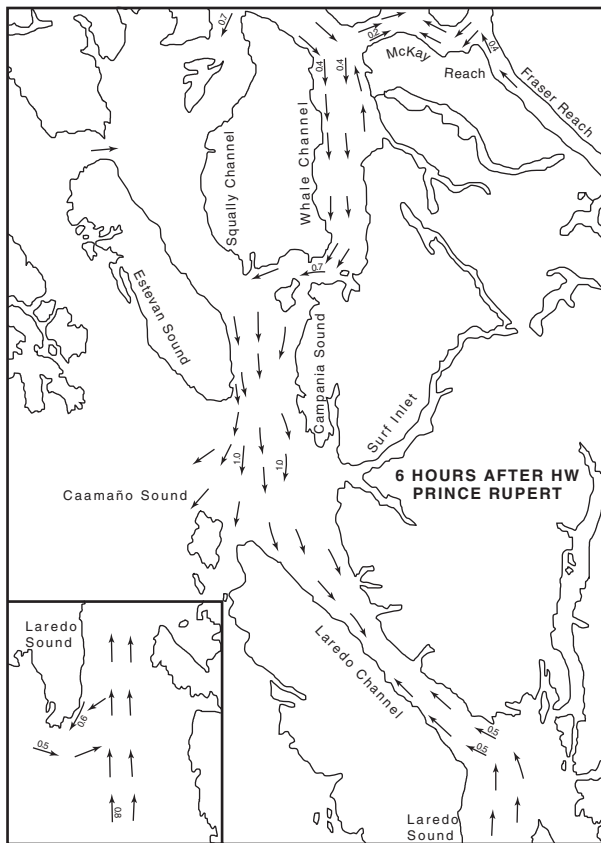 0.7
0.2
McKay
Reach
0.4
Fraser Reach
0.4
0.4
Squally Channel
Whale Channel
0.7
Estevan Sound
Campania Sound
Surf Inlet
1.0
1.0
6 HOURS AFTER HW
PRINCE RUPERT
Caamaño Sound
Laredo
Sound
0.6
0.5
0.8
Laredo Channel
0.5
0.5
Laredo
Sound